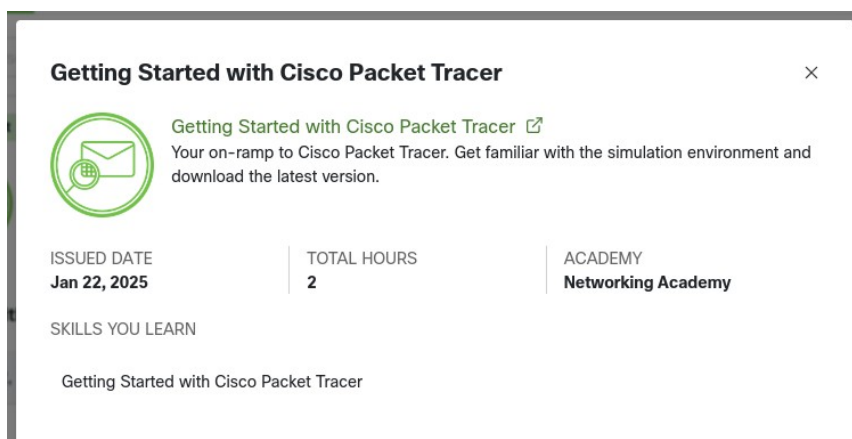 Getting Started with Cisco Packet Tracer
Getting Started with Cisco Packet Tracer
Your on-ramp to Cisco Packet Tracer. Get familiar with the simulation environment and
download the latest version.
ISSUED DATE
Jan 22, 2025
TOTAL HOURS
2
ACADEMY
Networking Academy
SKILLS YOU LEARN
Getting Started with Cisco Packet Tracer